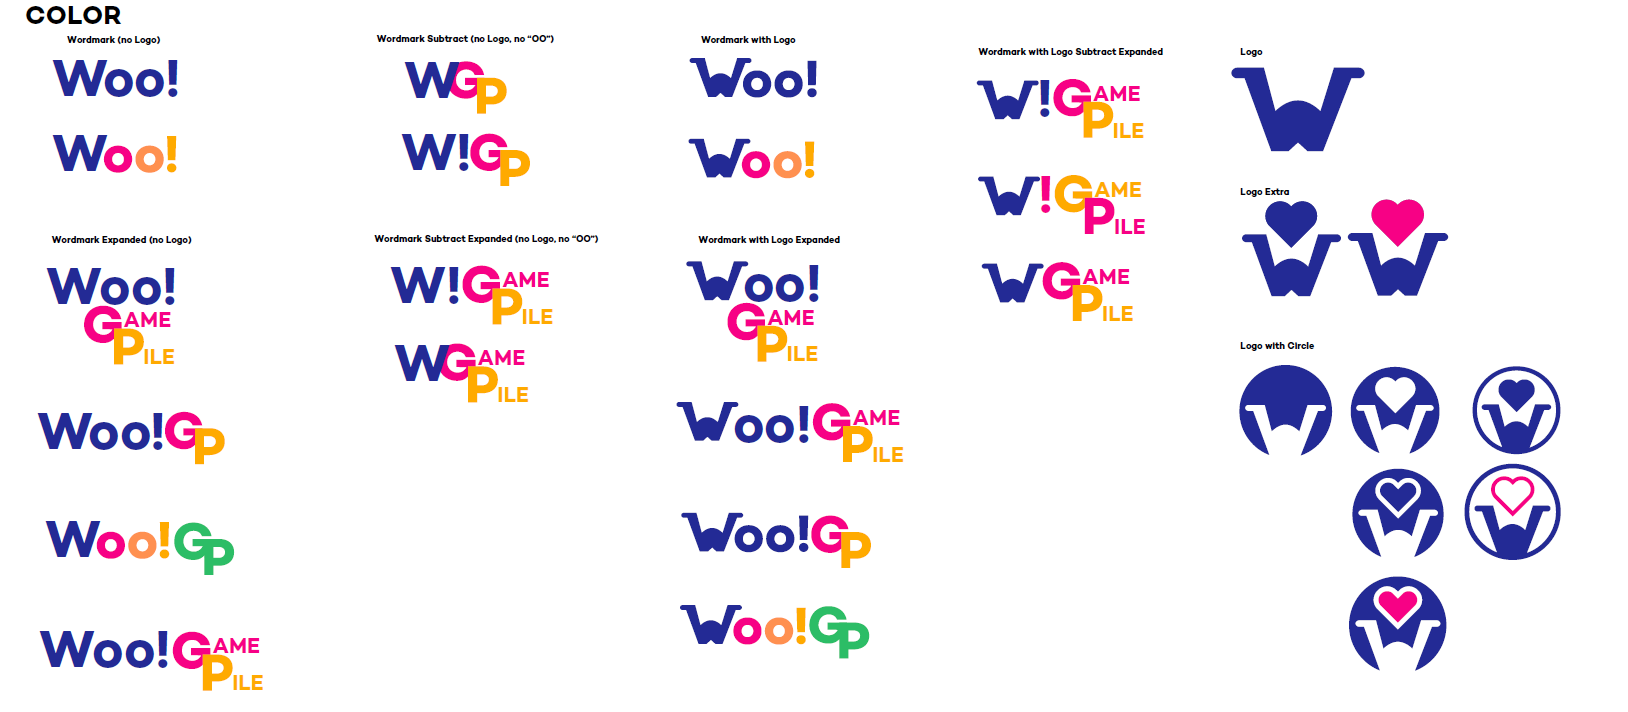 COLOR
Wordmark (no Logo)
Woo!
Woo!
Wordmark Expanded (no Logo)
Woo!
GAME
PILE
Woo!GP
Woo!GP
Woo!GAME
PILE
Wordmark Subtract (no Logo, no “OO”)
WGP
W!GP
Wordmark Subtract Expanded (no Logo, no “OO”)
W!GAME
PILE
WGAME
PILE
Wordmark with Logo
Woo!
Woo!
Wordmark with Logo Expanded
Woo!
GAME
PILE
Woo!GAME
PILE
Woo!GP
Woo!GP
Wordmark with Logo Subtract Expanded
W!GAME
PILE
W!GAME
PILE
WGAME
PILE
Logo
W
Logo Extra
W W
Logo with Circle